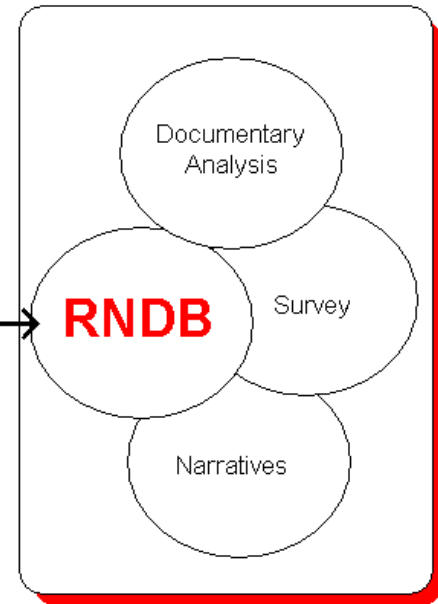 Documentary
Analysis
Survey
RNDB
Narratives